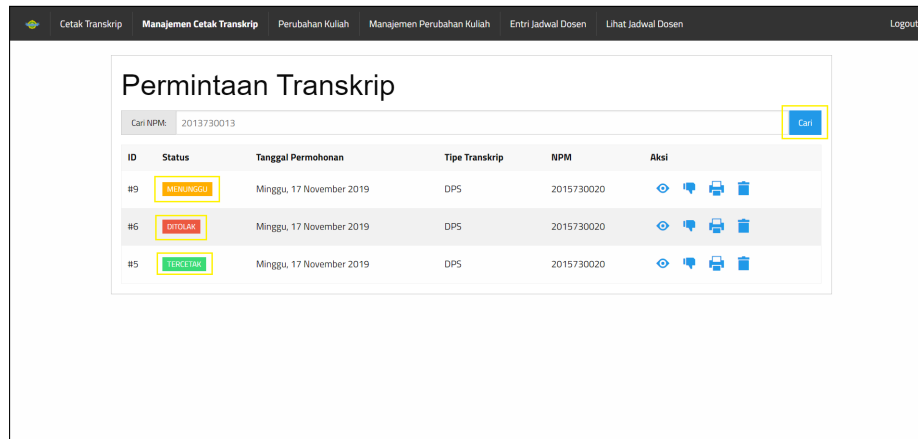 Cetak Transkrip Manajemen Cetak Transkrip Perubahan Kuliah Manajemen Perubahan Kuliah Entri Jadwal Dosen Lihat Jadwal Dosen Logout
Permintaan Transkrip
Cari NPM: 2013730013 Cari
ID Status Tanggal Permohonan Tipe Transkrip NPM Aksi
#9 MENUNGGU Minggu, 17 November 2019 DPS 2015730020
#6 DITOLAK Minggu, 17 November 2019 DPS 2015730020
#5 TERCETAK Minggu, 17 November 2019 DPS 2015730020